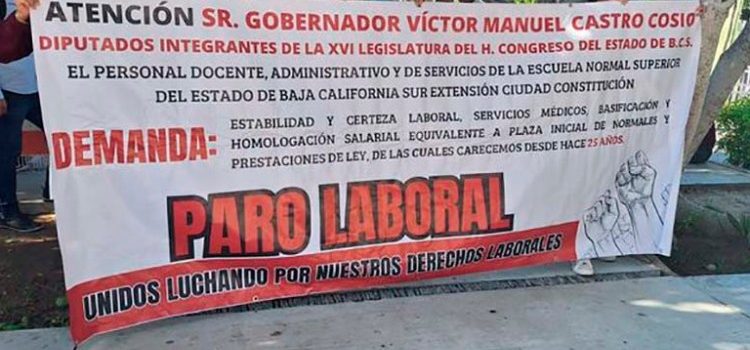 ATENCIÓN SR. GOBERNADOR VÍCTOR MANUEL CASTRO COSIO
DIPUTADOS INTEGRANTES DE LA XVI LEGISLATURA DEL H. CONGRESO DEL ESTADO DE B.C.S.
EL PERSONAL DOCENTE, ADMINISTRATIVO Y DE SERVICIOS DE LA ESCUELA NORMAL SUPERIOR
DEL ESTADO DE BAJA CALIFORNIA SUR EXTENSIÓN CIUDAD CONSTITUCIÓN
DEMANDA:
ESTABILIDAD Y CERTEZA LABORAL, SERVICIOS MÉDICOS, BASIFICACIÓN Y
HOMOLOGACIÓN SALARIAL EQUIVALENTE A PLAZA INICIAL DE NORMALES Y
PRESTACIONES DE LEY, DE LAS CUALES CARECEMOS DESDE HACE 25 AÑOS.
PARO LABORAL
UNIDOS LUCHANDO POR NUESTROS DERECHOS LABORALES